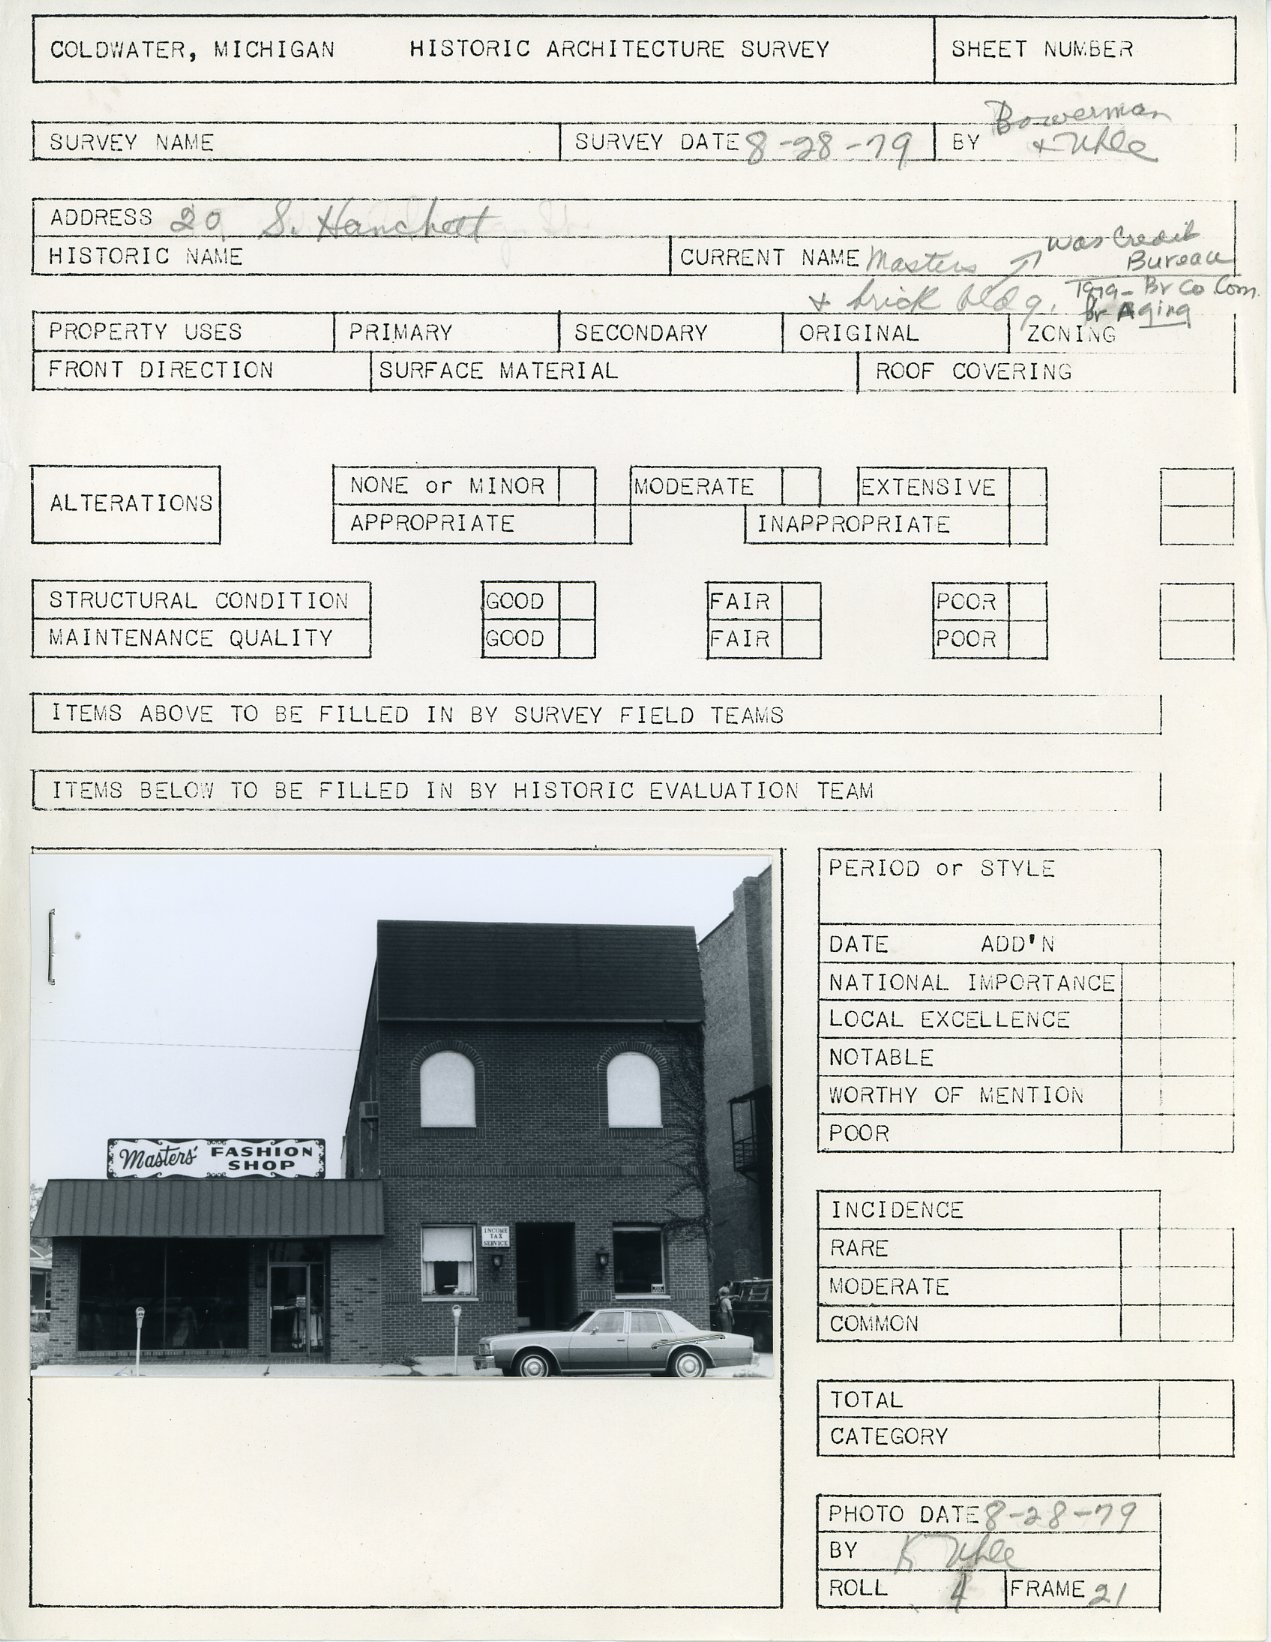 COLDWATER, MICHIGAN HISTORIC ARCHITECTURE SURVEY SHEET NUMBER
SURVEY NAME SURVEY DATE 8-28-79 BY Bowerman
+ Uhle
ADDRESS 20 S. Hanchett
HISTORIC NAME CURRENT NAME Masters was Credit
Bureau
+ brick bldg. 1979 - Br Co Com.
Aging
PROPERTY USES PRIMARY SECONDARY ORIGINAL ZONING
FRONT DIRECTION SURFACE MATERIAL ROOF COVERING
ALTERATIONS
NONE or MINOR MODERATE EXTENSIVE
APPROPRIATE INAPPROPRIATE
STRUCTURAL CONDITION GOOD FAIR POOR
MAINTENANCE QUALITY GOOD FAIR POOR
ITEMS ABOVE TO BE FILLED IN BY SURVEY FIELD TEAMS
ITEMS BELOW TO BE FILLED IN BY HISTORIC EVALUATION TEAM
Masters' FASHION
SHOP
INCOME
TAX
SERVICE
PERIOD or STYLE
DATE ADD'N
NATIONAL IMPORTANCE
LOCAL EXCELLENCE
NOTABLE
WORTHY OF MENTION
POOR
INCIDENCE
RARE
MODERATE
COMMON
TOTAL
CATEGORY
PHOTO DATE 8-28-79
BY K Uhle
ROLL 4 FRAME 21